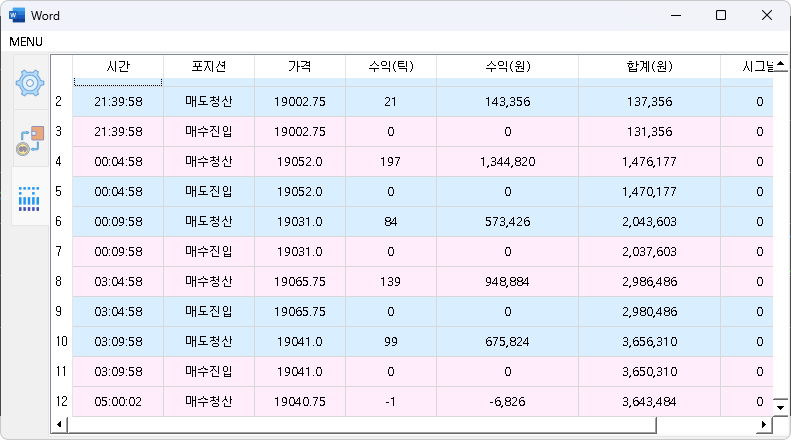 Word
MENU
시간 포지션 가격 수익(틱) 수익(원) 합계(원) 시그널
2 21:39:58 매도청산 19002.75 21 143,356 137,356 0
3 21:39:58 매수진입 19002.75 0 0 131,356 0
4 00:04:58 매수청산 19052.0 197 1,344,820 1,476,177 0
5 00:04:58 매도진입 19052.0 0 0 1,470,177 0
6 00:09:58 매도청산 19031.0 84 573,426 2,043,603 0
7 00:09:58 매수진입 19031.0 0 0 2,037,603 0
8 03:04:58 매수청산 19065.75 139 948,884 2,986,486 0
9 03:04:58 매도진입 19065.75 0 0 2,980,486 0
10 03:09:58 매도청산 19041.0 99 675,824 3,656,310 0
11 03:09:58 매수진입 19041.0 0 0 3,650,310 0
12 05:00:02 매수청산 19040.75 -1 -6,826 3,643,484 0